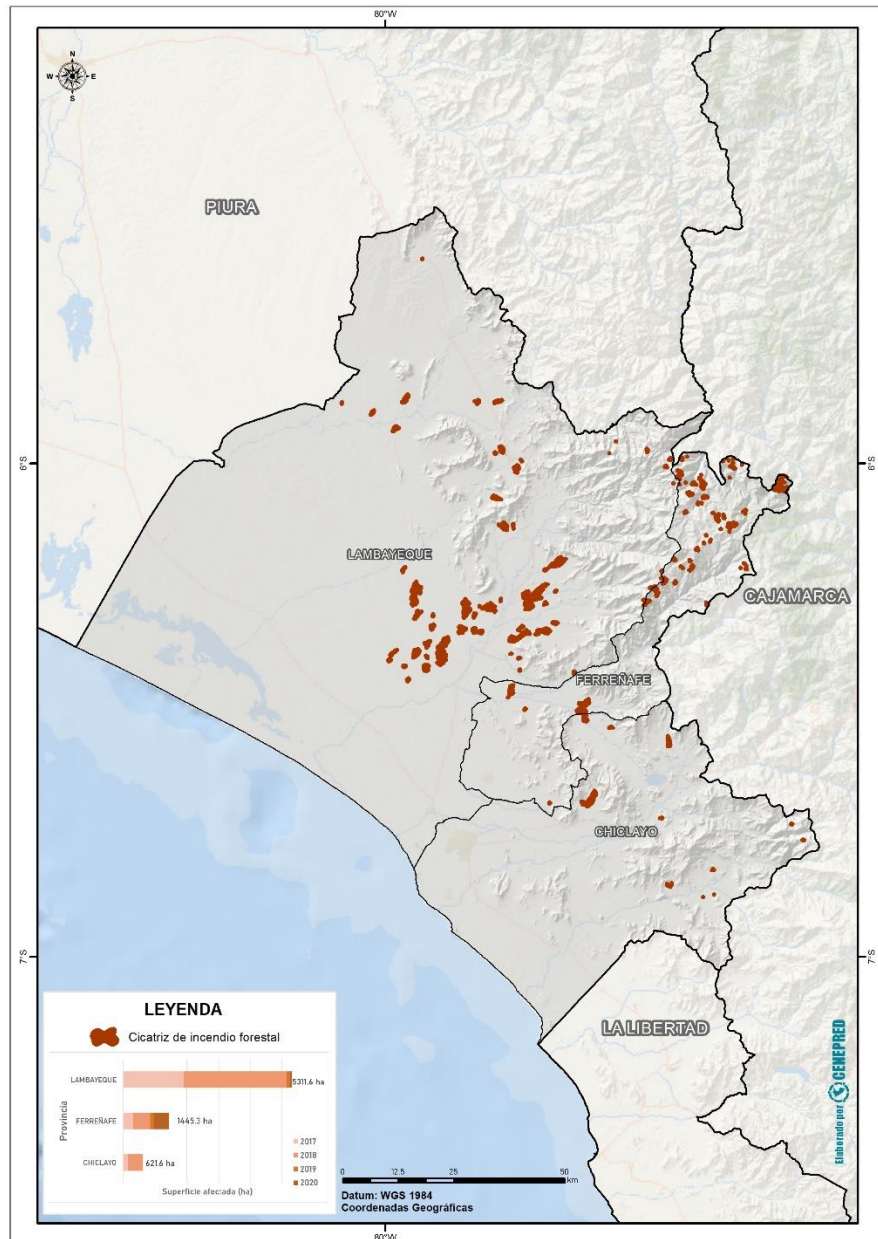 80°W
N
W E
S
PIURA
6°S
6°S
LAMBAYEQUE
CAJAMARCA
FERREÑAFE
CHICLAYO
7°S
7°S
LA LIBERTAD
LEYENDA
Cicatriz de incendio forestal
Provincia
LAMBAYEQUE
5311.6 ha
FERREÑAFE
1445.3 ha
CHICLAYO
621.6 ha
2017
2018
2019
2020
Superficie afectada (ha)
0 12.5 25 50
km
Datum: WGS 1984
Coordenadas Geográficas
Elaborado por CENEPRED
80°W